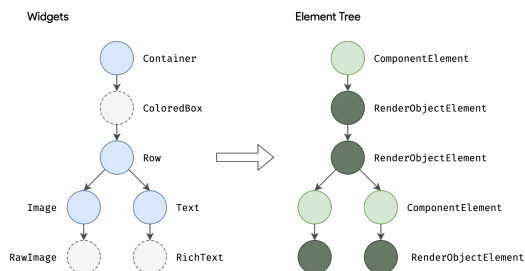 Widgets
Element Tree
Container
ComponentElement
ColoredBox
RenderObjectElement
Row
RenderObjectElement
Image
Text
ComponentElement
RawImage
RichText
RenderObjectElement